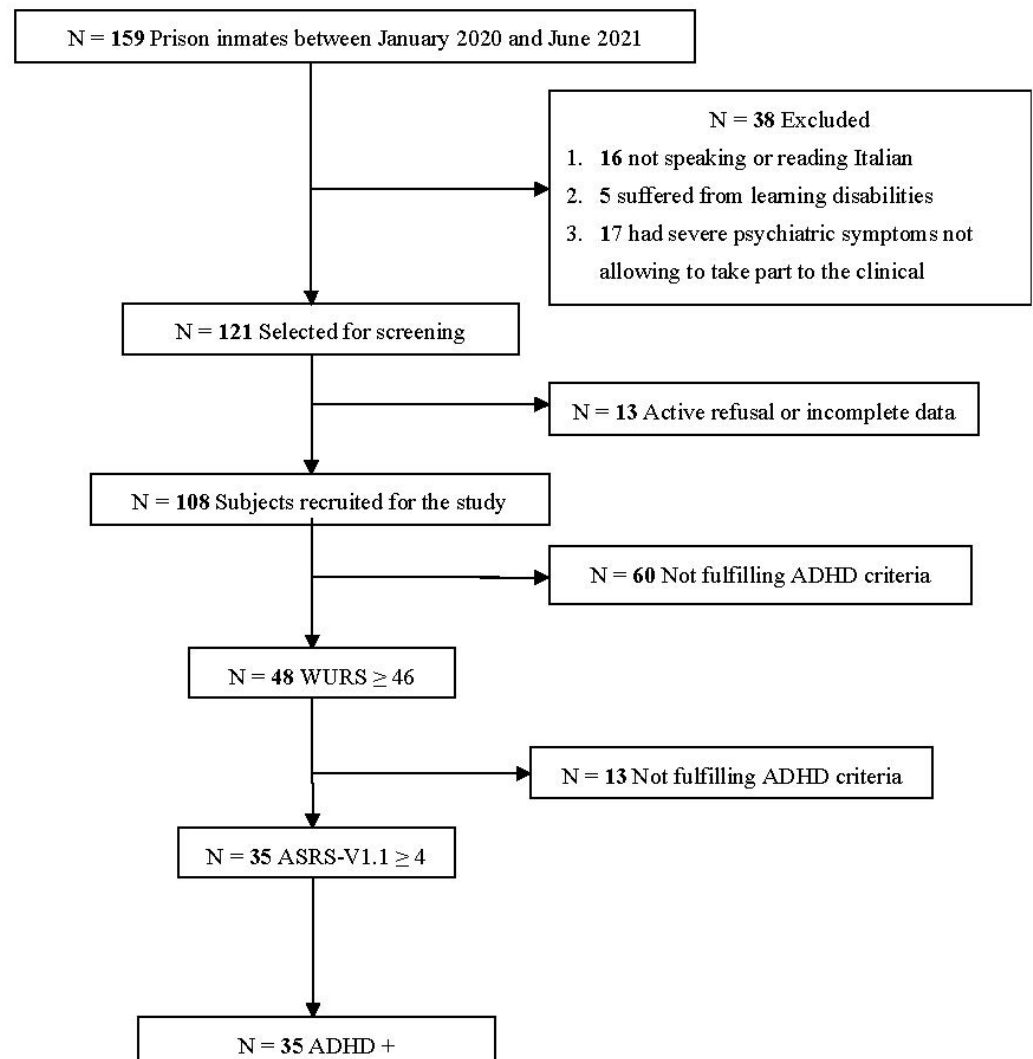 N = 159 Prison inmates between January 2020 and June 2021
N = 38 Excluded
1. 16 not speaking or reading Italian
2. 5 suffered from learning disabilities
3. 17 had severe psychiatric symptoms not
allowing to take part to the clinical
N = 121 Selected for screening
N = 13 Active refusal or incomplete data
N = 108 Subjects recruited for the study
N = 60 Not fulfilling ADHD criteria
N = 48 WURS ≥ 46
N = 13 Not fulfilling ADHD criteria
N = 35 ASRS-V1.1 ≥ 4
N = 35 ADHD +